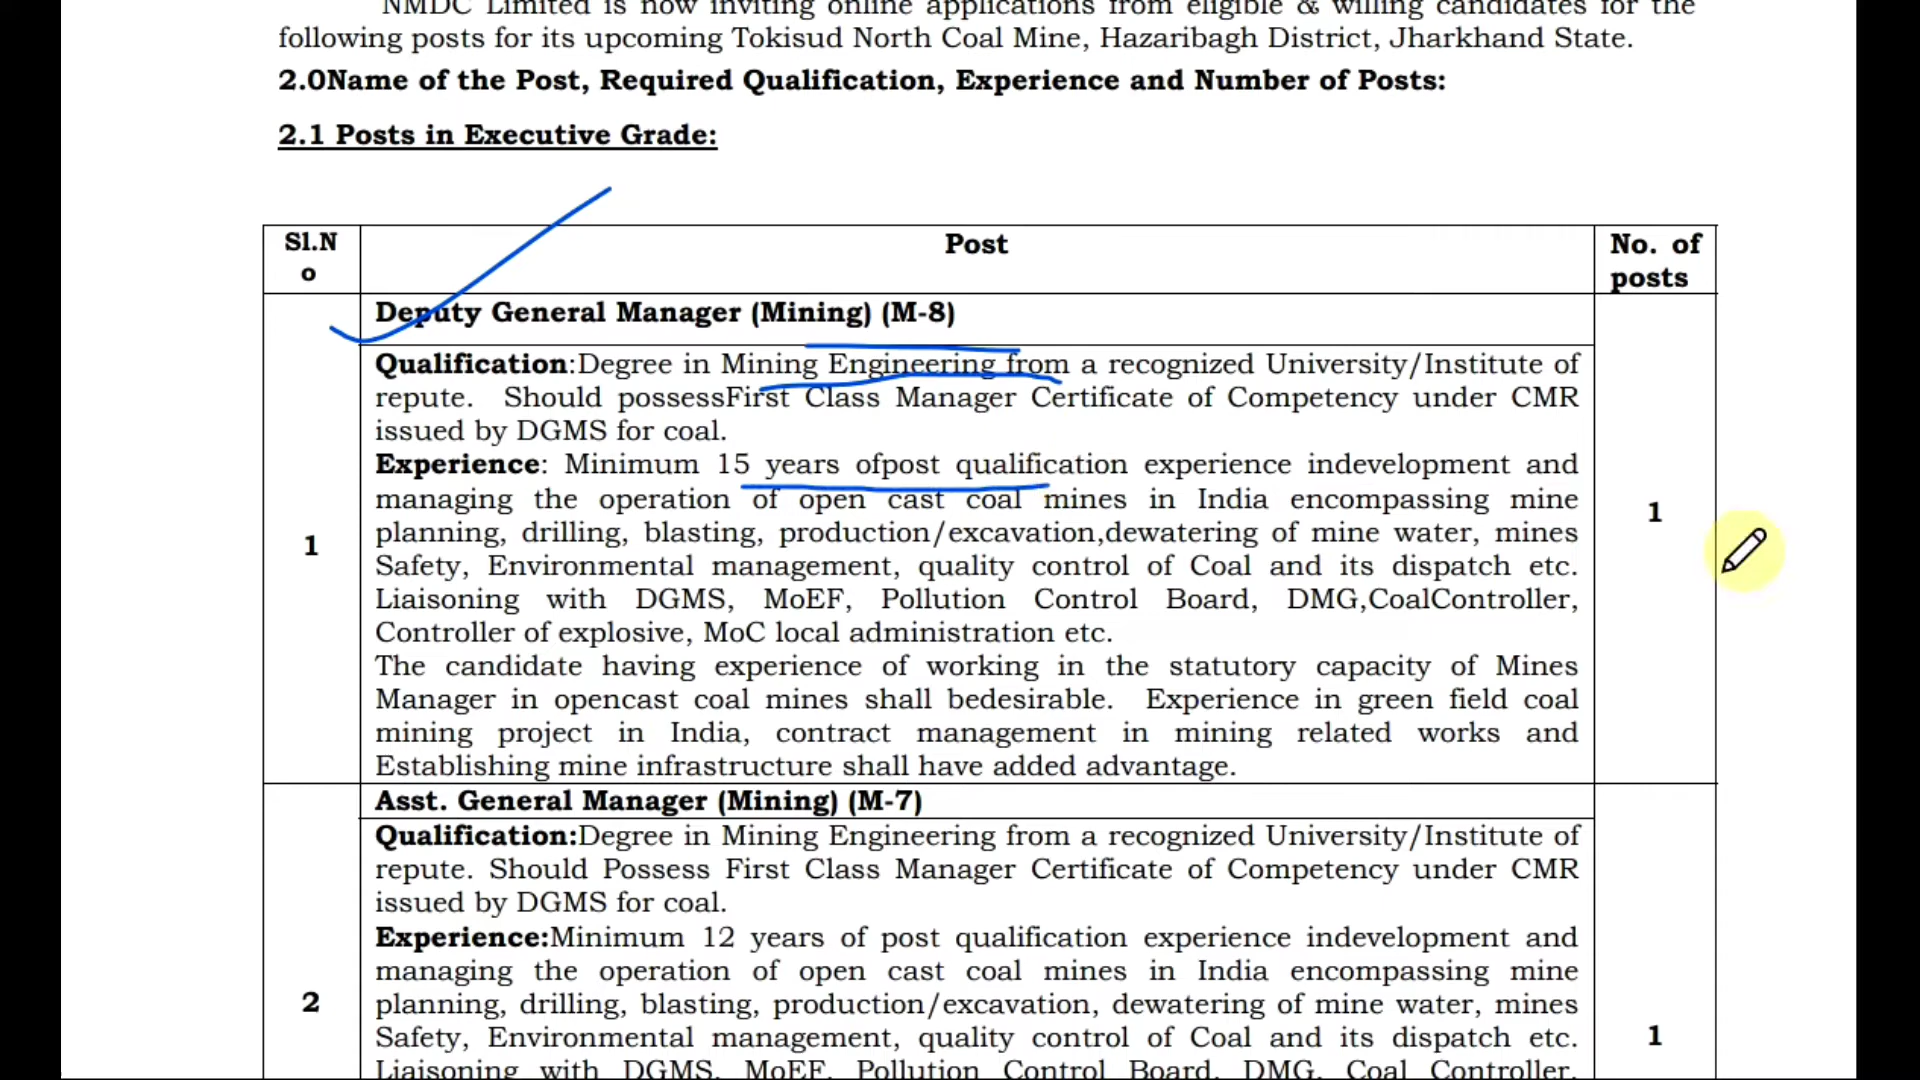 NMDC Limited is now inviting online applications from eligible & willing candidates for the
following posts for its upcoming Tokisud North Coal Mine, Hazaribagh District, Jharkhand State.
2.0Name of the Post, Required Qualification, Experience and Number of Posts:
2.1 Posts in Executive Grade:
Sl.N
o
Post
No. of
posts
Deputy General Manager (Mining) (M-8)
Qualification:Degree in Mining Engineering from a recognized University/Institute of
repute. Should possessFirst Class Manager Certificate of Competency under CMR
issued by DGMS for coal.
Experience: Minimum 15 years ofpost qualification experience indevelopment and
managing the operation of open cast coal mines in India encompassing mine
planning, drilling, blasting, production/excavation,dewatering of mine water, mines
Safety, Environmental management, quality control of Coal and its dispatch etc.
Liaisoning with DGMS, MoEF, Pollution Control Board, DMG,CoalController,
Controller of explosive, MoC local administration etc.
The candidate having experience of working in the statutory capacity of Mines
Manager in opencast coal mines shall bedesirable. Experience in green field coal
mining project in India, contract management in mining related works and
Establishing mine infrastructure shall have added advantage.
1
1
Asst. General Manager (Mining) (M-7)
Qualification:Degree in Mining Engineering from a recognized University/Institute of
repute. Should Possess First Class Manager Certificate of Competency under CMR
issued by DGMS for coal.
Experience:Minimum 12 years of post qualification experience indevelopment and
managing the operation of open cast coal mines in India encompassing mine
planning, drilling, blasting, production/excavation, dewatering of mine water, mines
Safety, Environmental management, quality control of Coal and its dispatch etc.
Liaisoning with DGMS, MoEF, Pollution Control Board, DMG, Coal Controller,
2
1